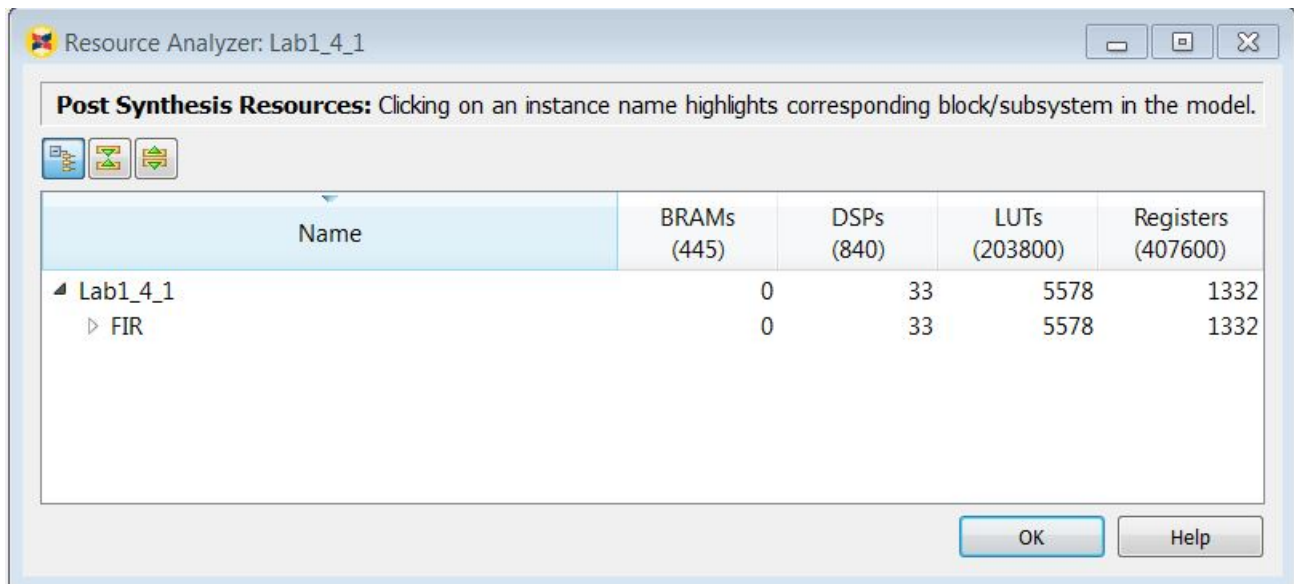 Resource Analyzer: Lab1_4_1
Post Synthesis Resources: Clicking on an instance name highlights corresponding block/subsystem in the model.
Name BRAMs (445) DSPs (840) LUTs (203800) Registers (407600)
Lab1_4_1 0 33 5578 1332
FIR 0 33 5578 1332
OK Help